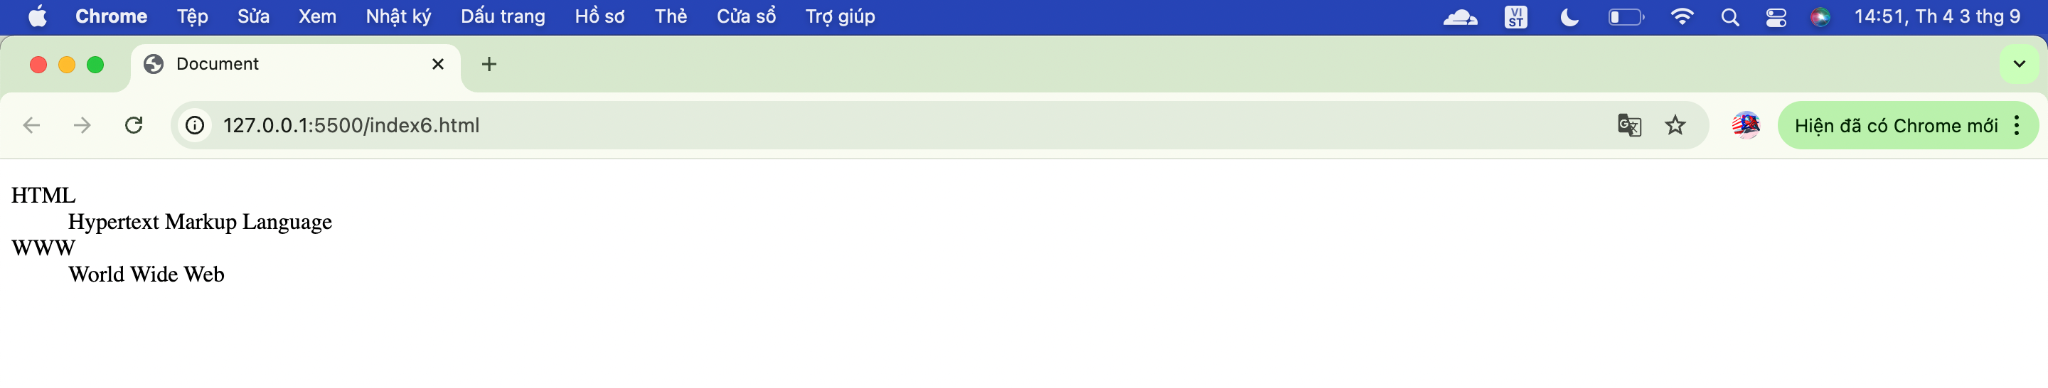 Chrome Tệp Sửa Xem Nhật ký Dấu trang Hồ sơ Thẻ Cửa sổ Trợ giúp VI ST 14:51, Th 4 3 thg 9
Document
127.0.0.1:5500/index6.html Hiện đã có Chrome mới
HTML
Hypertext Markup Language
WWW
World Wide Web